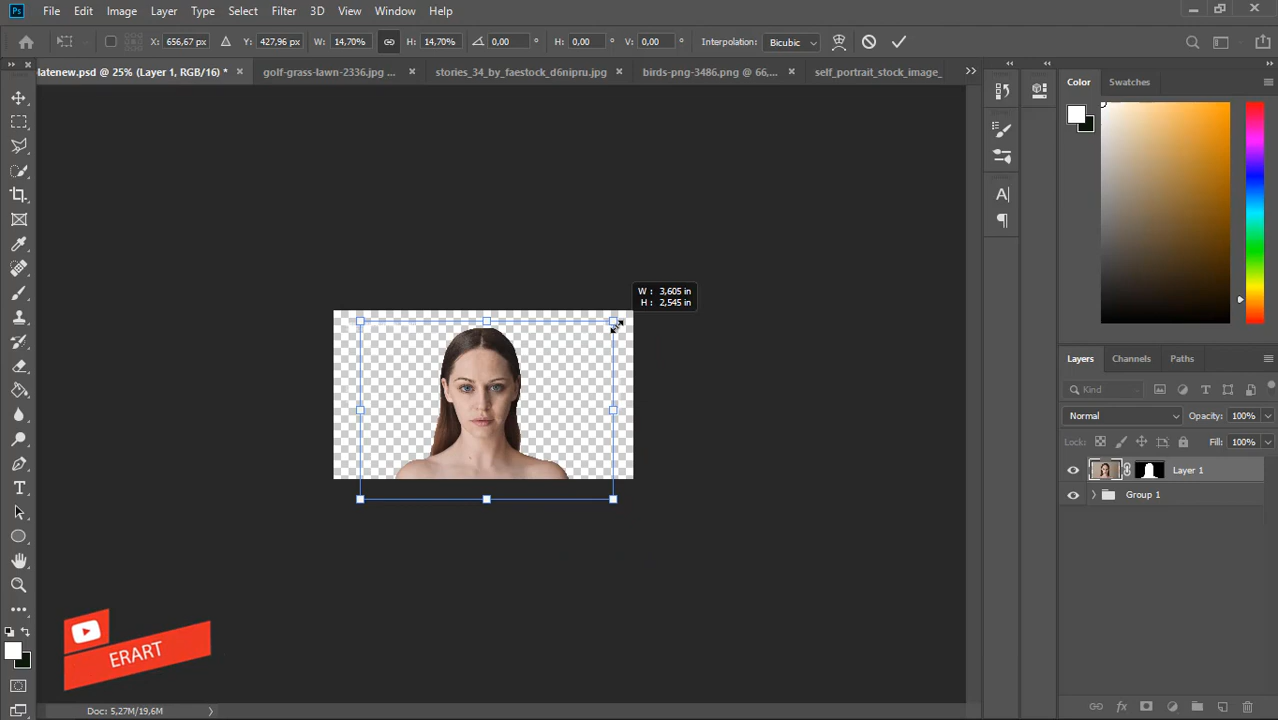 Ps File Edit Image Layer Type Select Filter 3D View Window Help
X: 656,67 px Y: 427,96 px W: 14,70% H: 14,70% 0,00 ° H: 0,00 ° V: 0,00 ° Interpolation: Bicubic
latenew.psd @ 25% (Layer 1, RGB/16) * × golf-grass-lawn-2336.jpg ... × stories_34_by_faestock_d6nipru.jpg × birds-png-3486.png @ 66,... × self_portrait_stock_image_
Color Swatches
W : 3,605 in
H : 2,545 in
Layers Channels Paths
Kind
Normal Opacity: 100%
Lock: Fill: 100%
Layer 1
Group 1
ERART
Doc: 5,27M/19,6M